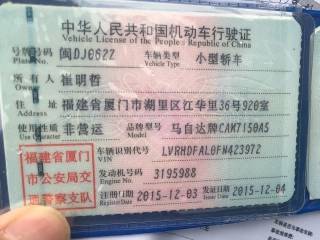 中华人民共和国机动车行驶证
Vehicle License of the People's Republic of China
号牌号码 闽DJ6622 车辆类型 小型轿车
Plate No. Vehicle Type
所有人 崔明哲
Owner
住址 福建省厦门市湖里区江华里36号920室
Address
使用性质 非营运 品牌型号 马自达牌CAM7150A5
Use Character Model
车辆识别代号 LVRHDFAL0FN423972
VIN
福建省厦门
市公安局交
通警察支队
发动机号码 3195988
Engine No.
注册日期 2015-12-03 发证日期 2015-12-04
Register Date Issue Date